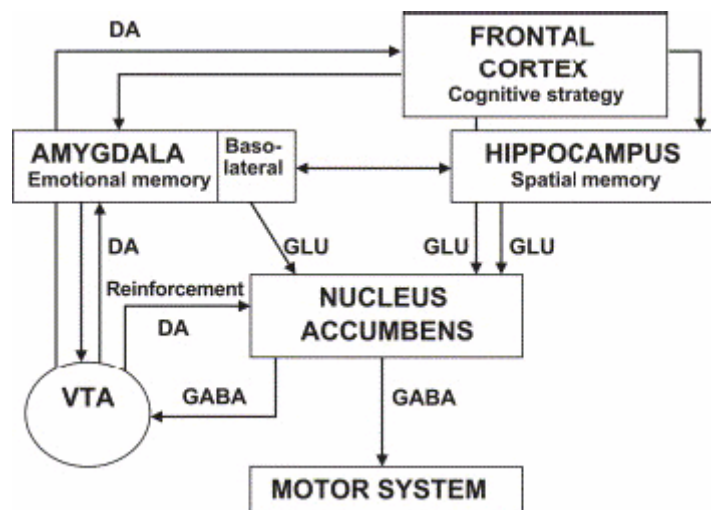 DA
FRONTAL
CORTEX
Cognitive strategy
AMYGDALA
Emotional memory
Baso-
lateral
HIPPOCAMPUS
Spatial memory
DA
GLU
GLU
GLU
Reinforcement
DA
NUCLEUS
ACCUMBENS
VTA
GABA
GABA
MOTOR SYSTEM